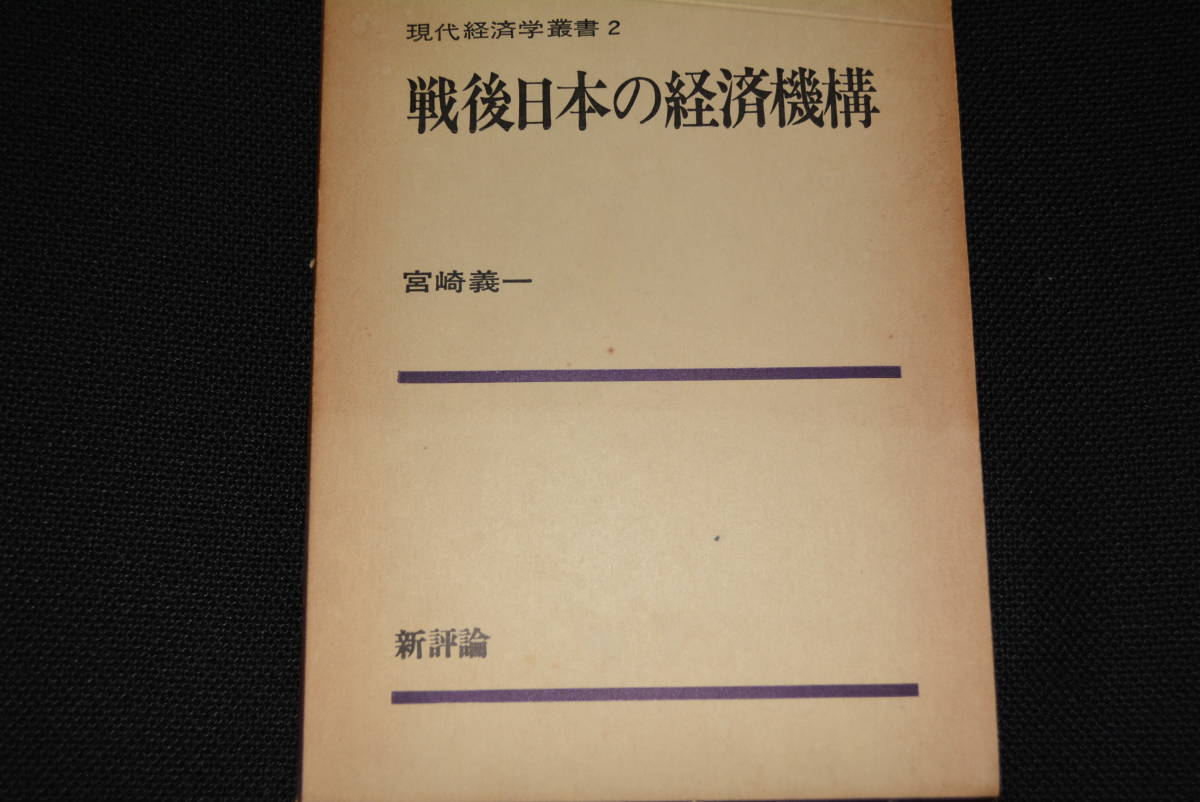 現代経済学叢書2
戦後日本の経済機構
宮崎義一
新評論